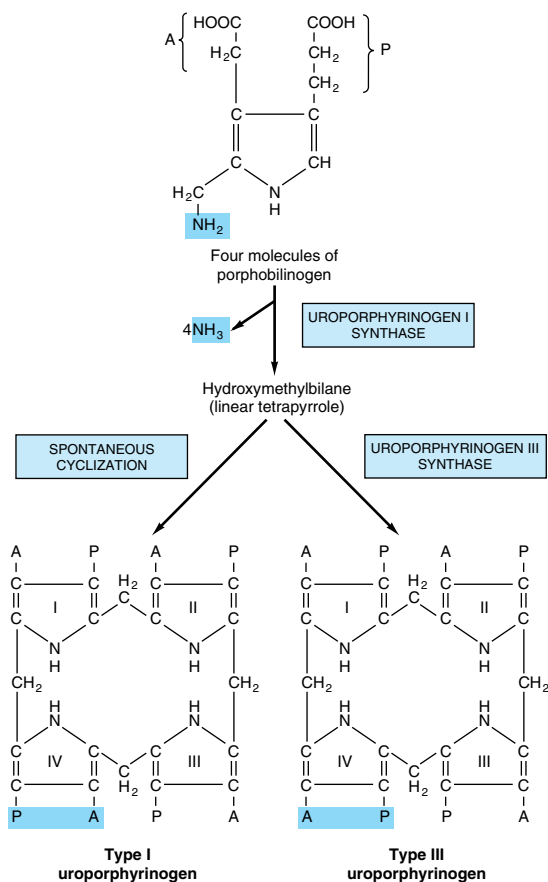 HOOC COOH
A H₂C CH₂ P
CH₂
C C
C CH
H₂C N
H
NH₂
Four molecules of
porphobilinogen
4NH₃
UROPORPHYRINOGEN I
SYNTHASE
Hydroxymethylbilane
(linear tetrapyrrole)
SPONTANEOUS
CYCLIZATION
UROPORPHYRINOGEN III
SYNTHASE
A P A P A P A P
C C H₂ C C C C H₂ C C
I C II I C II
C C C C C C C C
N N N N
H H H H
CH₂ CH₂ CH₂ CH₂
H H H H
N N N N
C C C C C C C C
IV C III IV C III
C C H₂ C C C C H₂ C C
P A P A A P P A
Type I
uroporphyrinogen
Type III
uroporphyrinogen